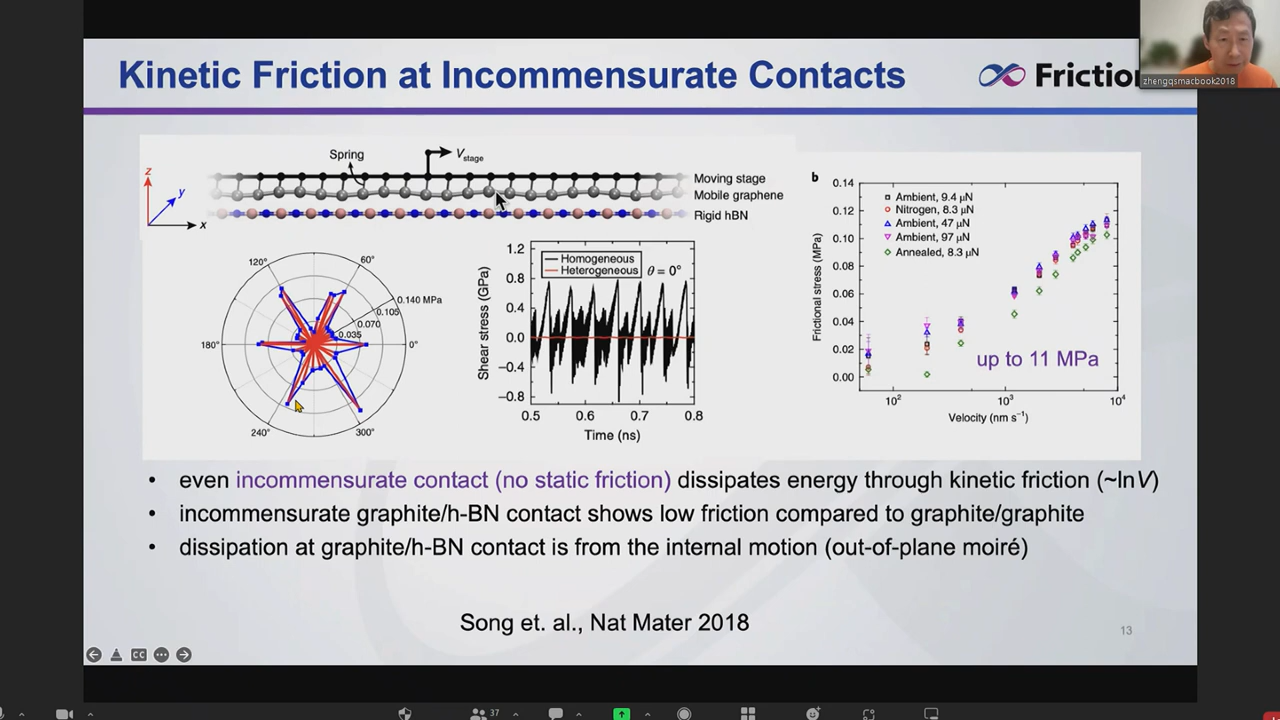 Kinetic Friction at Incommensurate Contacts
Friction
zhengqsmacbook2018
Spring
Vstage
Moving stage
Mobile graphene
Rigid hBN
z
y
x
120°
60°
0.140 MPa
0.105
0.070
0.035
180°
0°
240°
300°
1.2
0.8
0.4
0.0
−0.4
−0.8
Shear stress (GPa)
Homogeneous
Heterogeneous
θ = 0°
0.5
0.6
0.7
0.8
Time (ns)
b
0.14
0.12
0.10
0.08
0.06
0.04
0.02
0.00
Frictional stress (MPa)
Ambient, 9.4 μN
Nitrogen, 8.3 μN
Ambient, 47 μN
Ambient, 97 μN
Annealed, 8.3 μN
up to 11 MPa
10²
10³
10⁴
Velocity (nm s⁻¹)
• even incommensurate contact (no static friction) dissipates energy through kinetic friction (~lnV)
• incommensurate graphite/h-BN contact shows low friction compared to graphite/graphite
• dissipation at graphite/h-BN contact is from the internal motion (out-of-plane moiré)
Song et. al., Nat Mater 2018
13
CC
37